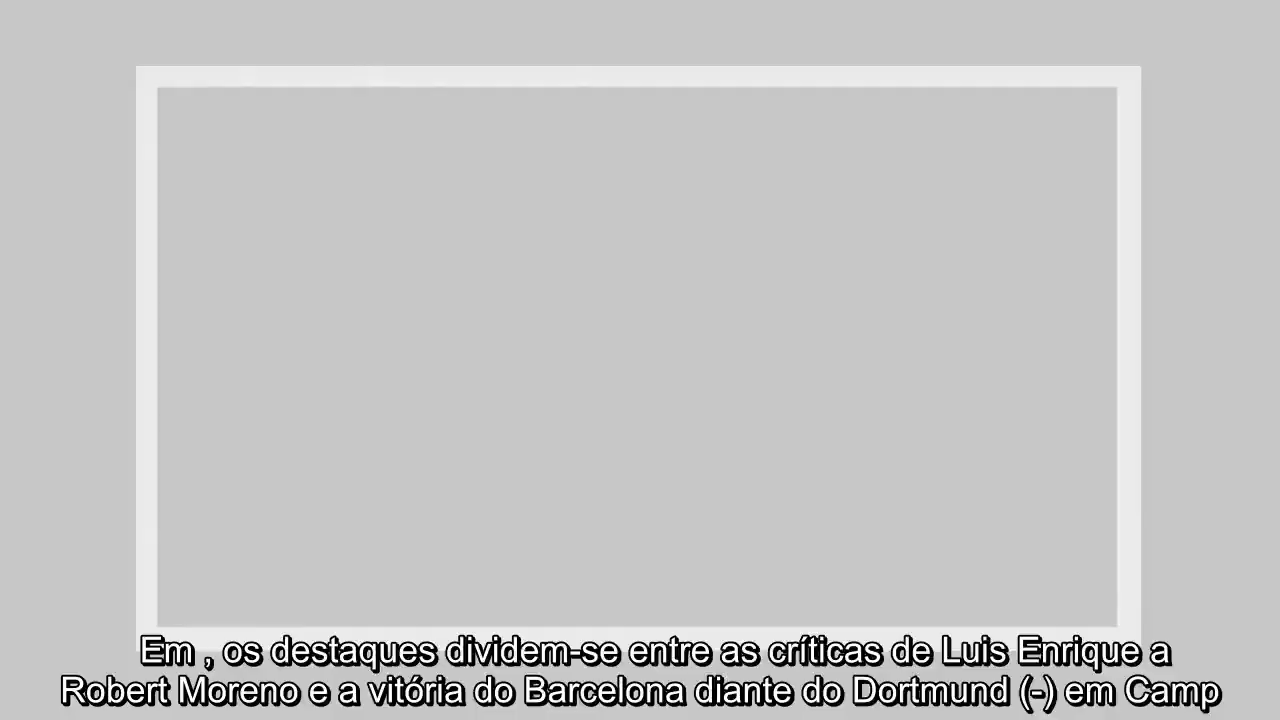 Em , os destaques dividem-se entre as críticas de Luis Enrique a
Robert Moreno e a vitória do Barcelona diante do Dortmund (-) em Camp